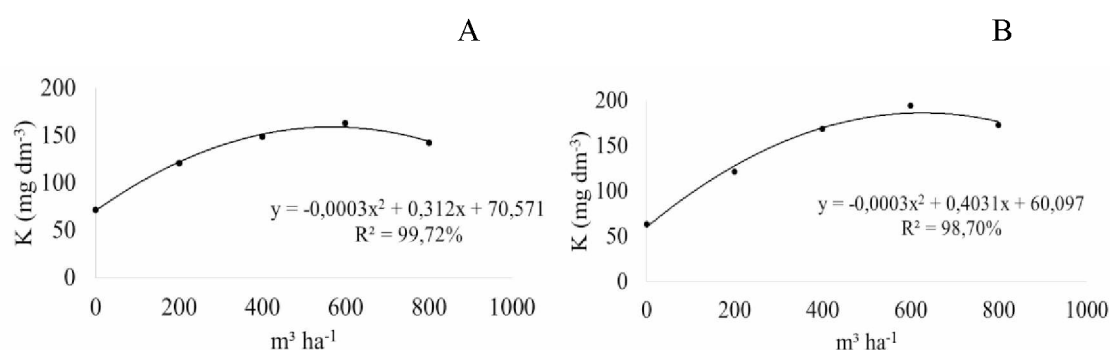 A
200
150
100
50
0
K (mg dm⁻³)
y = -0,0003x² + 0,312x + 70,571
R² = 99,72%
0 200 400 600 800 1000
m³ ha⁻¹
B
200
150
100
50
0
K (mg dm⁻³)
y = -0,0003x² + 0,4031x + 60,097
R² = 98,70%
0 200 400 600 800 1000
m³ ha⁻¹